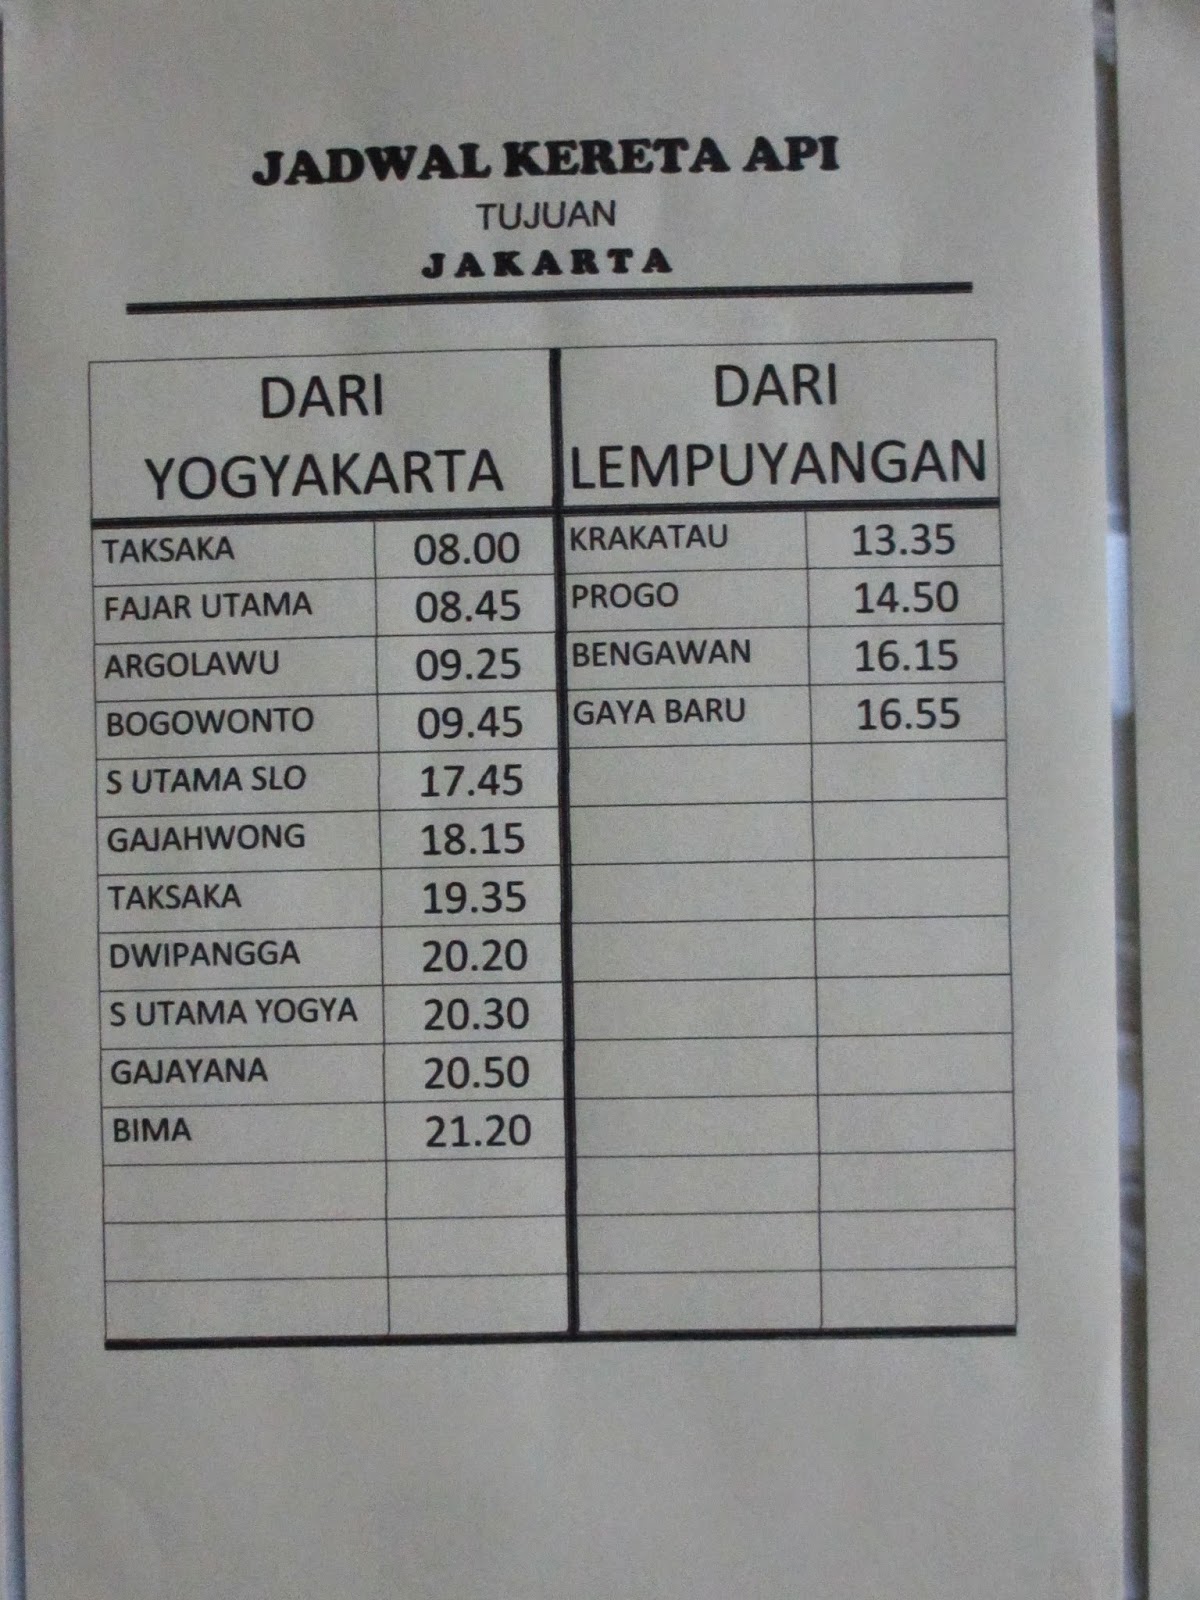 JADWAL KERETA API
TUJUAN
JAKARTA
DARI YOGYAKARTA
DARI LEMPUYANGAN
TAKSAKA 08.00 KRAKATAU 13.35
FAJAR UTAMA 08.45 PROGO 14.50
ARGOLAWU 09.25 BENGAWAN 16.15
BOGOWONTO 09.45 GAYA BARU 16.55
S UTAMA SLO 17.45
GAJAHWONG 18.15
TAKSAKA 19.35
DWIPANGGA 20.20
S UTAMA YOGYA 20.30
GAJAYANA 20.50
BIMA 21.20